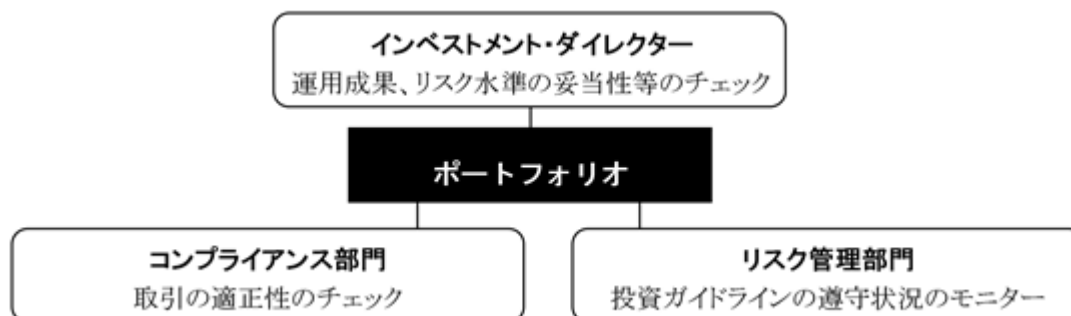 インベストメント・ダイレクター
運用成果、リスク水準の妥当性等のチェック
ポートフォリオ
コンプライアンス部門
取引の適正性のチェック
リスク管理部門
投資ガイドラインの遵守状況のモニター